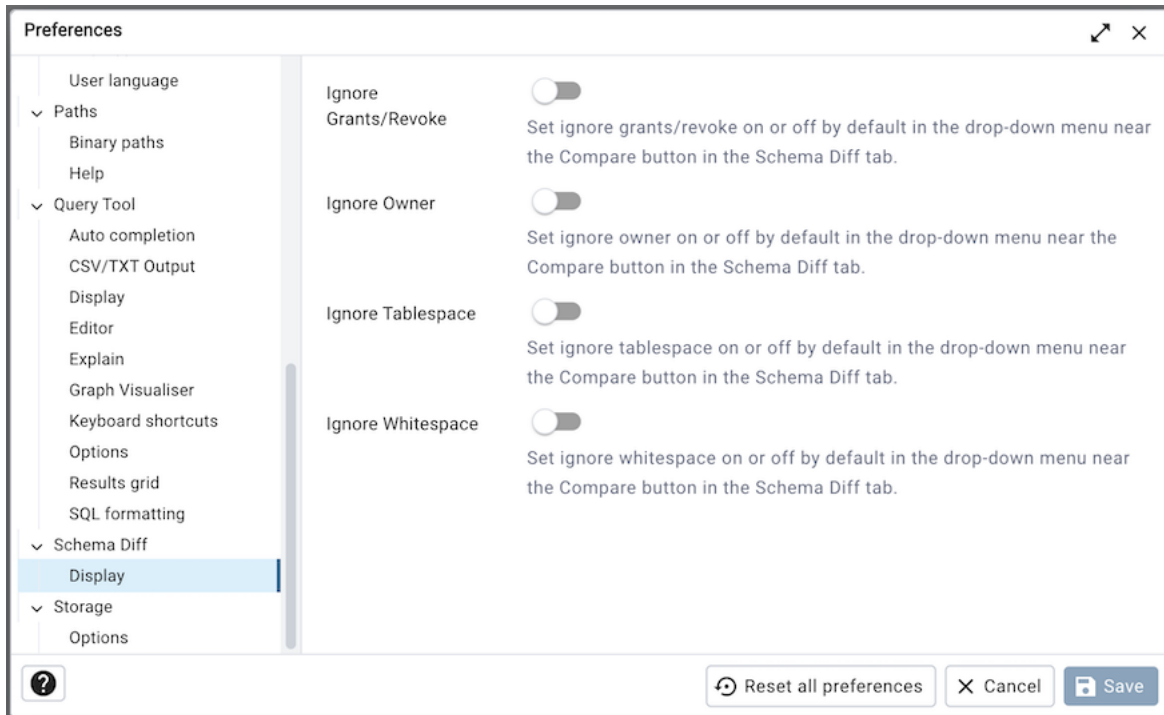 Preferences
User language
Paths
Binary paths
Help
Query Tool
Auto completion
CSV/TXT Output
Display
Editor
Explain
Graph Visualiser
Keyboard shortcuts
Options
Results grid
SQL formatting
Schema Diff
Display
Storage
Options
Ignore
Grants/Revoke
Set ignore grants/revoke on or off by default in the drop-down menu near
the Compare button in the Schema Diff tab.
Ignore Owner
Set ignore owner on or off by default in the drop-down menu near the
Compare button in the Schema Diff tab.
Ignore Tablespace
Set ignore tablespace on or off by default in the drop-down menu near
the Compare button in the Schema Diff tab.
Ignore Whitespace
Set ignore whitespace on or off by default in the drop-down menu near
the Compare button in the Schema Diff tab.
?
Reset all preferences
Cancel
Save